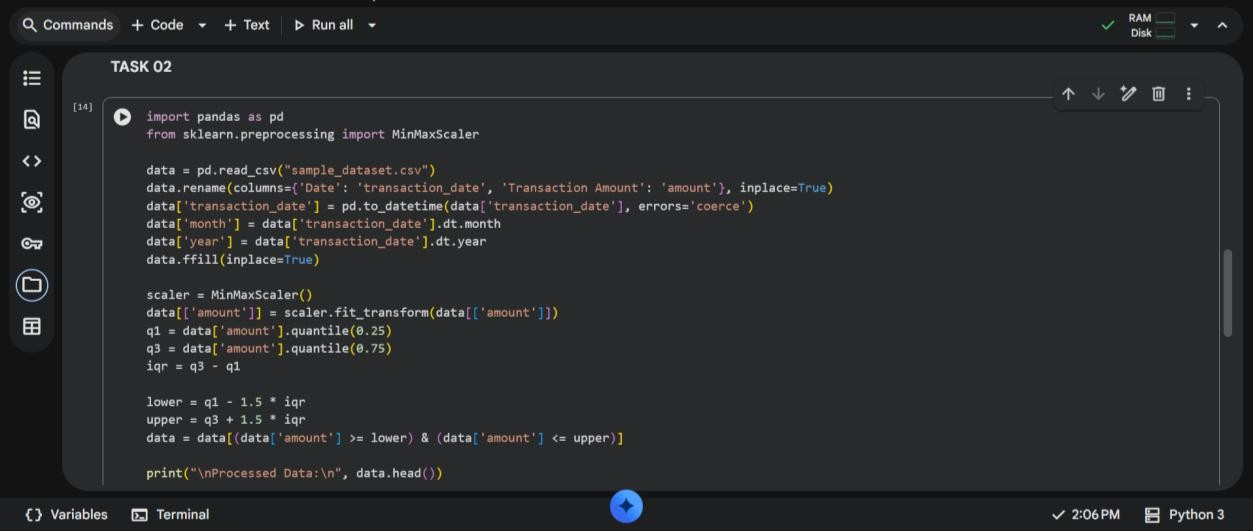 Commands + Code + Text Run all RAM Disk
TASK 02
[14]
import pandas as pd
from sklearn.preprocessing import MinMaxScaler
data = pd.read_csv("sample_dataset.csv")
data.rename(columns={'Date': 'transaction_date', 'Transaction Amount': 'amount'}, inplace=True)
data['transaction_date'] = pd.to_datetime(data['transaction_date'], errors='coerce')
data['month'] = data['transaction_date'].dt.month
data['year'] = data['transaction_date'].dt.year
data.ffill(inplace=True)
scaler = MinMaxScaler()
data[['amount']] = scaler.fit_transform(data[['amount']])
q1 = data['amount'].quantile(0.25)
q3 = data['amount'].quantile(0.75)
iqr = q3 - q1
lower = q1 - 1.5 * iqr
upper = q3 + 1.5 * iqr
data = data[(data['amount'] >= lower) & (data['amount'] <= upper)]
print("\nProcessed Data:\n", data.head())
{} Variables Terminal 2:06 PM Python 3